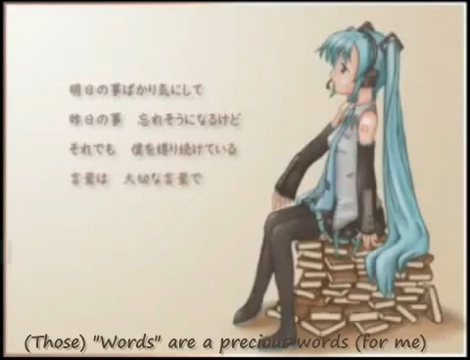 明日の事ばかり気にして
昨日の事 忘れそうになるけど
それでも 僕を縛り続けている
言葉は 大切な言葉で
(Those) "Words" are a precious words (for me)